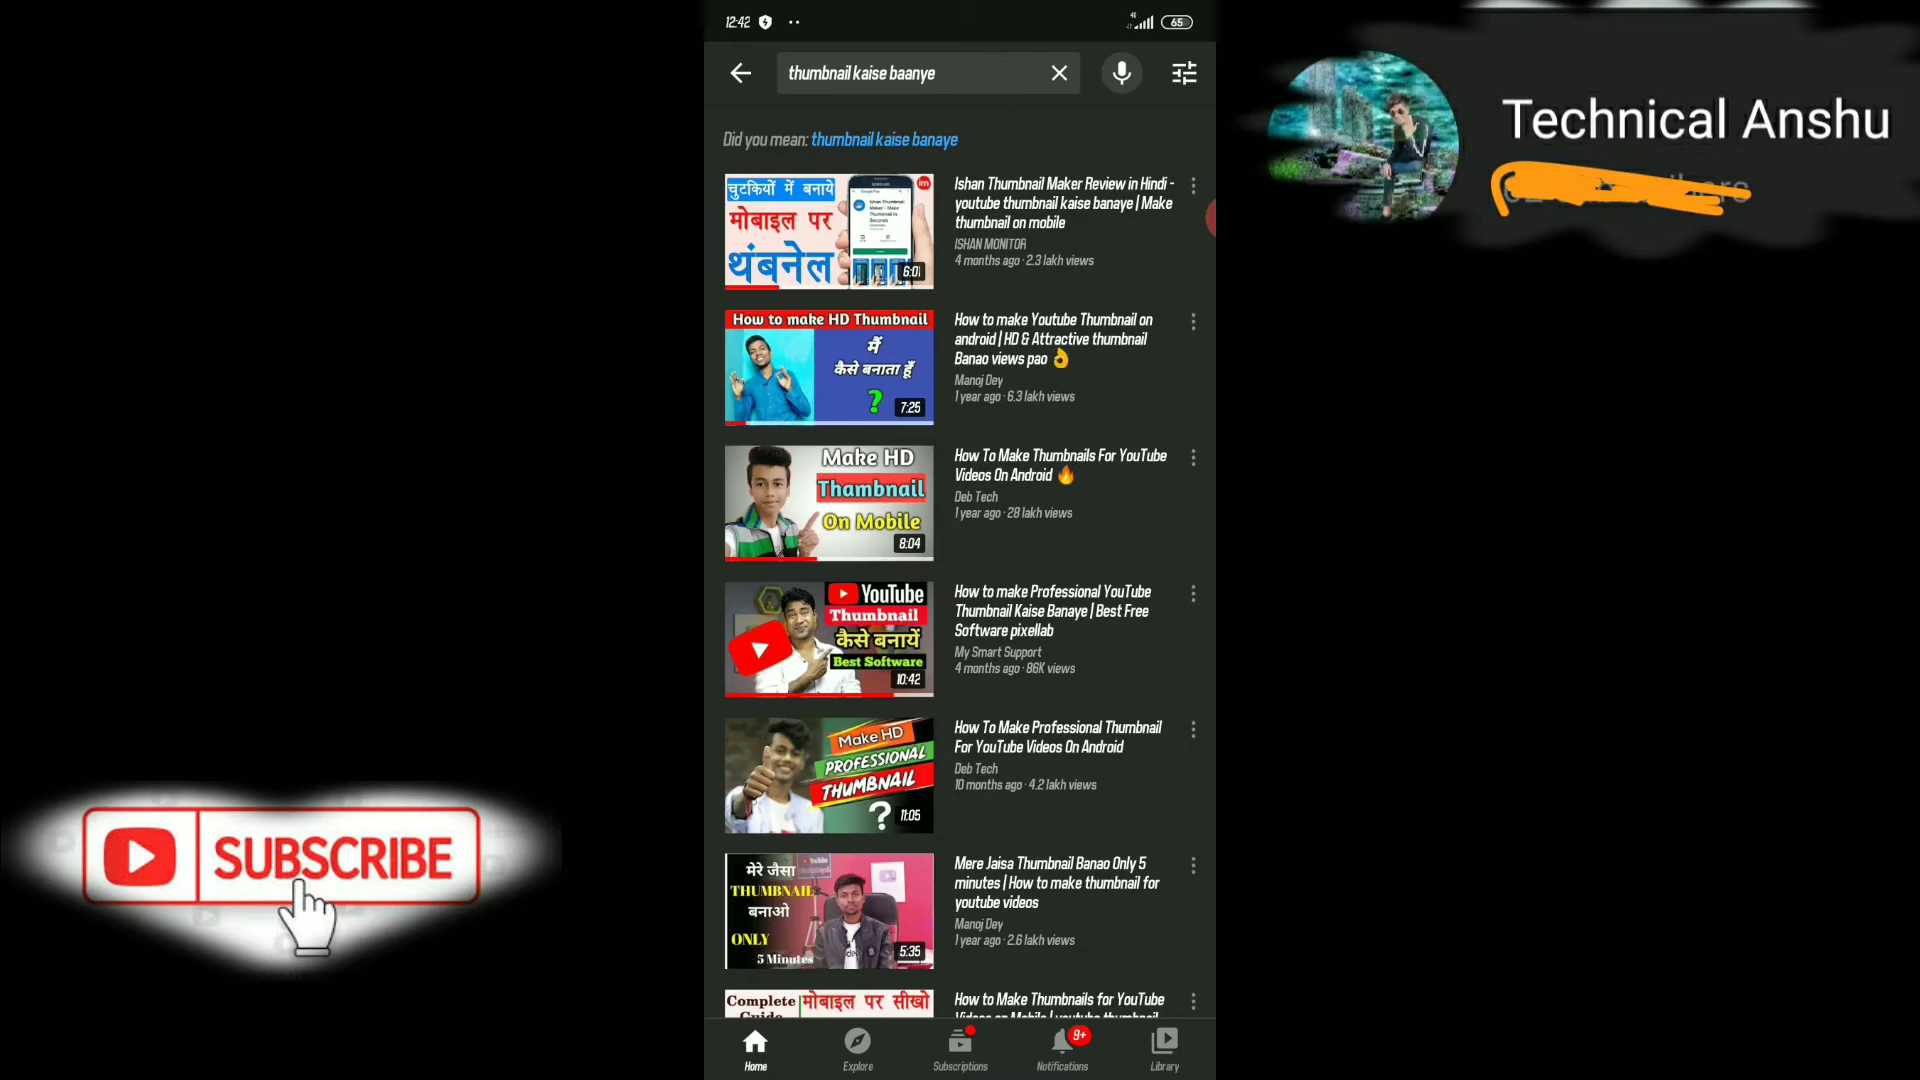 12:42
4G
65
thumbnail kaise baanye
Did you mean: thumbnail kaise banaye
चुटकियों में बनाये
मोबाइल पर
थंबनेल
im
6:01
Ishan Thumbnail Maker Review in Hindi -
youtube thumbnail kaise banaye | Make
thumbnail on mobile
ISHAN MONITOR
4 months ago · 2.3 lakh views
How to make HD Thumbnail
मैं
कैसे बनाता हूँ
?
7:25
How to make Youtube Thumbnail on
android | HD & Attractive thumbnail
Banao views pao 👌
Manoj Dey
1 year ago · 6.3 lakh views
Make HD
Thambnail
On Mobile
8:04
How To Make Thumbnails For YouTube
Videos On Android 🔥
Deb Tech
1 year ago · 28 lakh views
YouTube
Thumbnail
कैसे बनायें
Best Software
10:42
How to make Professional YouTube
Thumbnail Kaise Banaye | Best Free
Software pixellab
My Smart Support
4 months ago · 86K views
Make HD
PROFESSIONAL
THUMBNAIL
?
11:05
How To Make Professional Thumbnail
For YouTube Videos On Android
Deb Tech
10 months ago · 4.2 lakh views
मेरे जैसा
THUMBNAIL
बनाओ
ONLY
5 Minutes
5:35
Mere Jaisa Thumbnail Banao Only 5
minutes | How to make thumbnail for
youtube videos
Manoj Dey
1 year ago · 2.6 lakh views
Complete
Guide
मोबाइल पर सीखो
How to Make Thumbnails for YouTube
Videos on Mobile | youtube thumbnail
Home
Explore
Subscriptions
9+
Notifications
Library
Technical Anshu
SUBSCRIBE